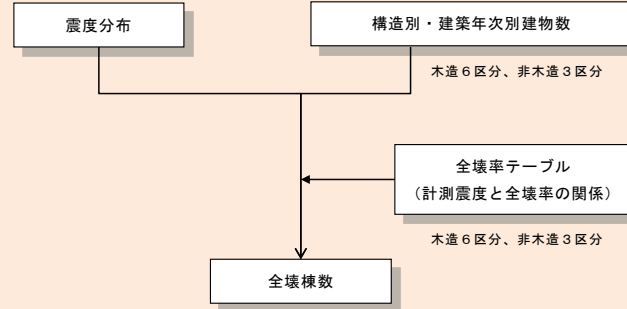 震度分布
構造別・建築年次別建物数
木造６区分、非木造３区分
全壊率テーブル
（計測震度と全壊率の関係）
木造６区分、非木造３区分
全壊棟数